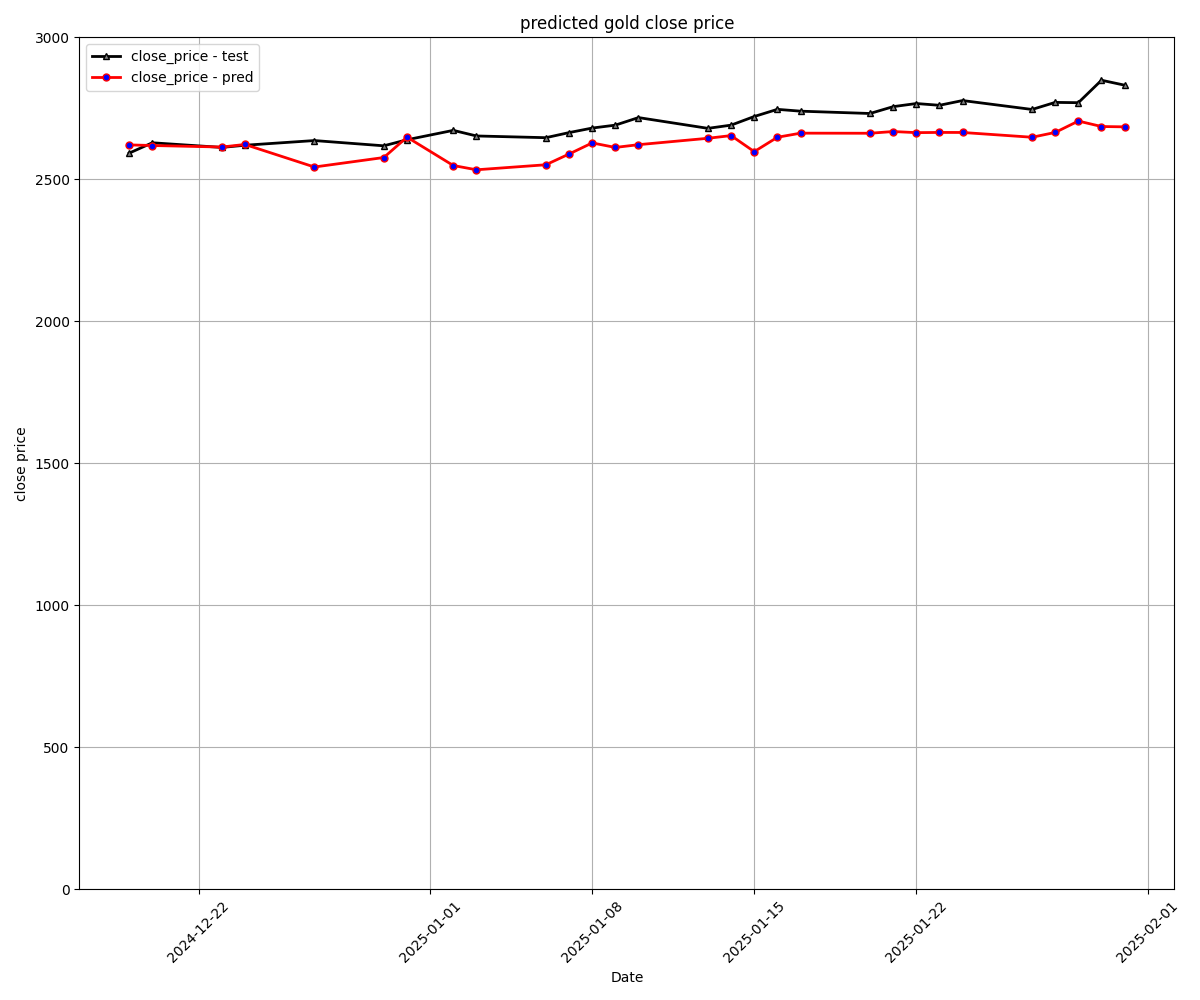 predicted gold close price
close_price - test
close_price - pred
3000
2500
2000
1500
1000
500
0
close price
2024-12-22
2025-01-01
2025-01-08
2025-01-15
2025-01-22
2025-02-01
Date